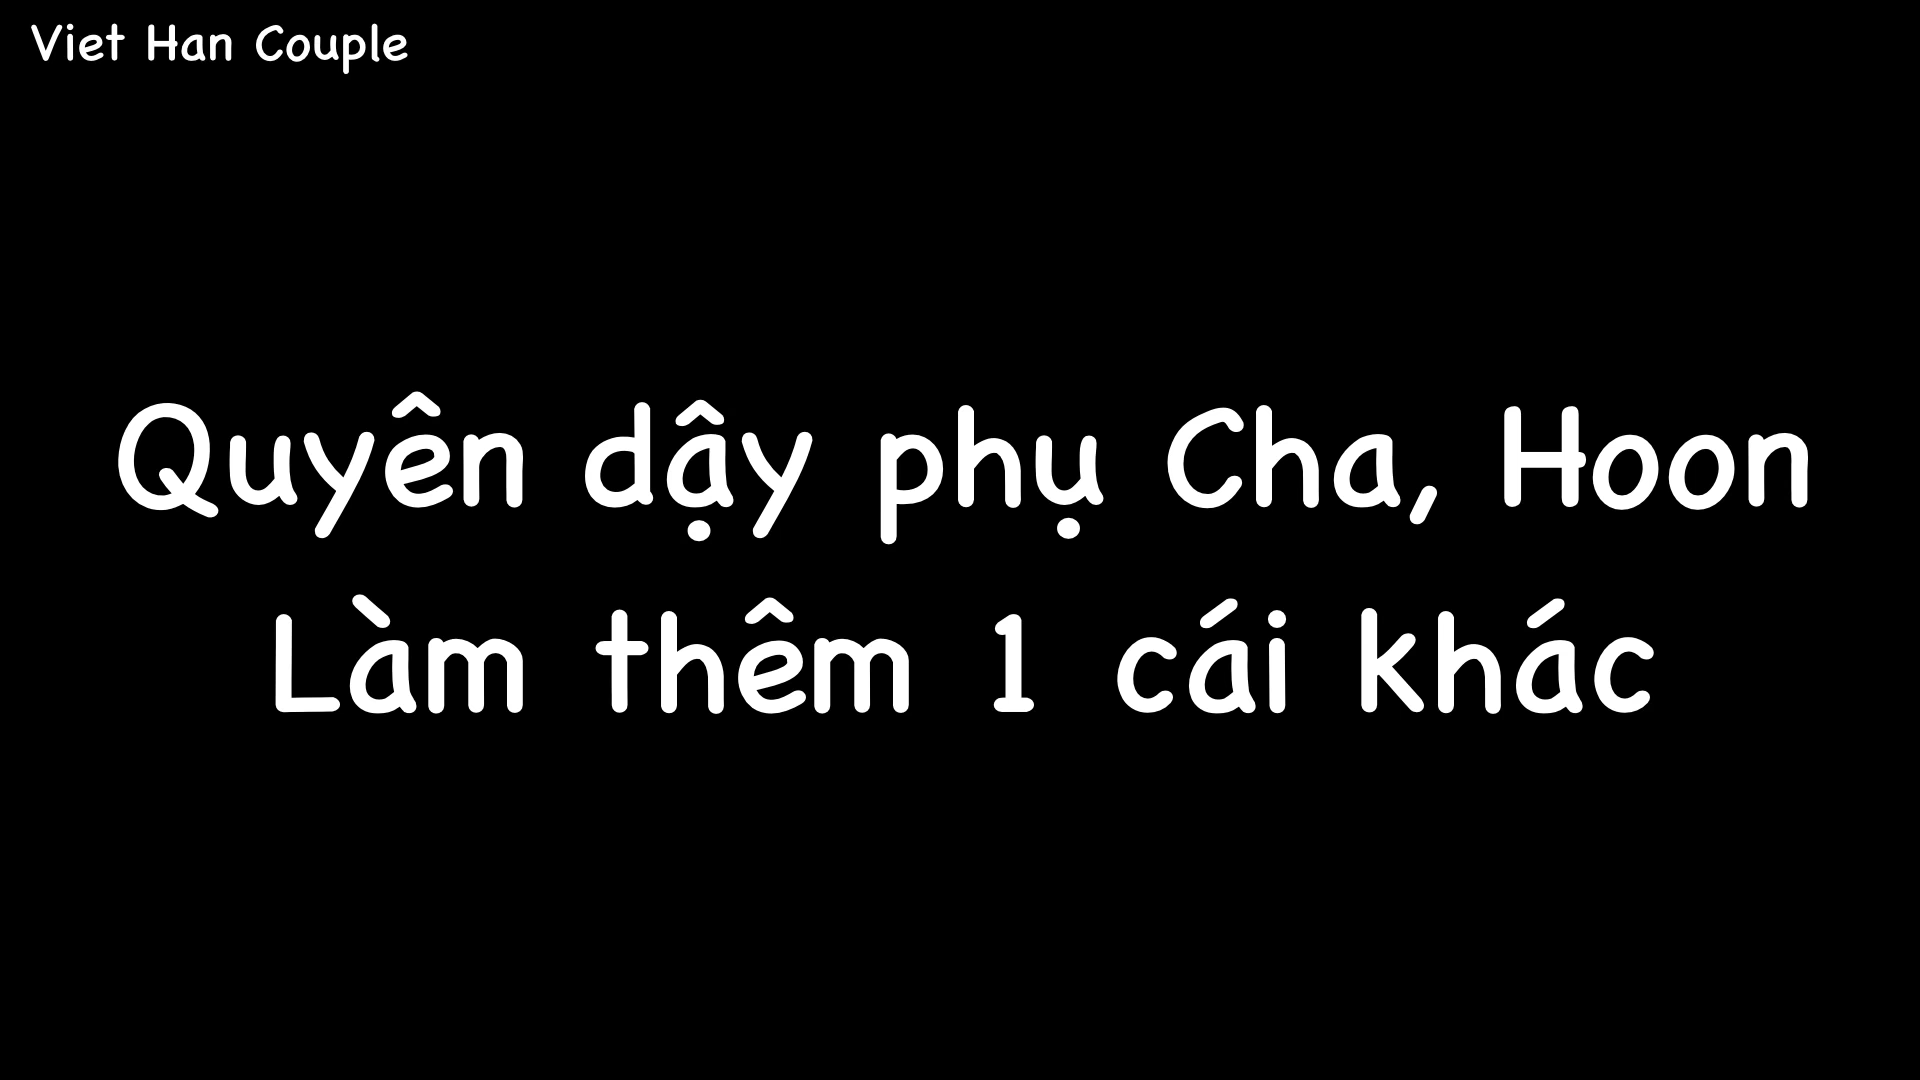 Viet Han Couple
Quyên dậy phụ Cha, Hoon
Làm thêm 1 cái khác